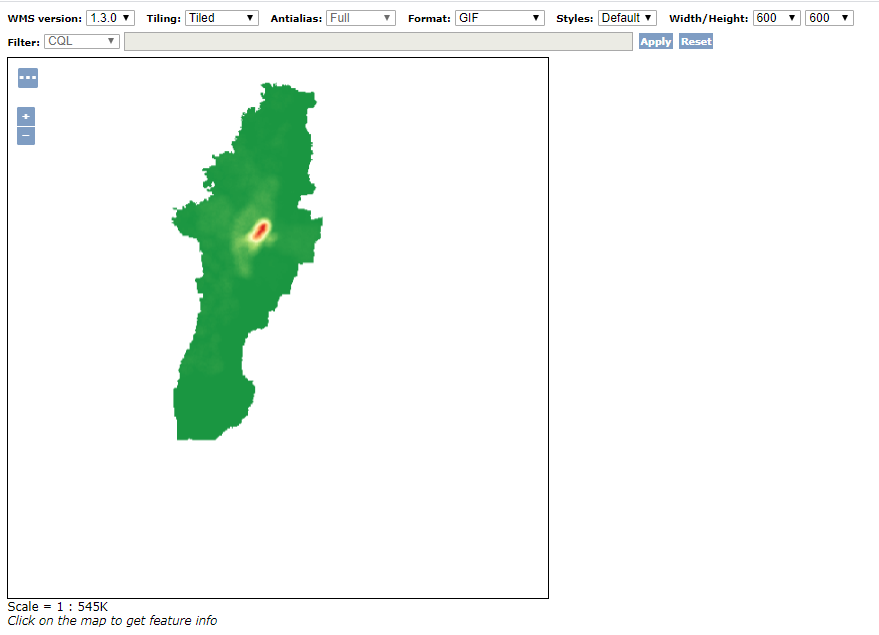 WMS version: 1.3.0 Tiling: Tiled Antialias: Full Format: GIF Styles: Default Width/Height: 600 600
Filter: CQL Apply Reset
...
+
−
Scale = 1 : 545K
Click on the map to get feature info